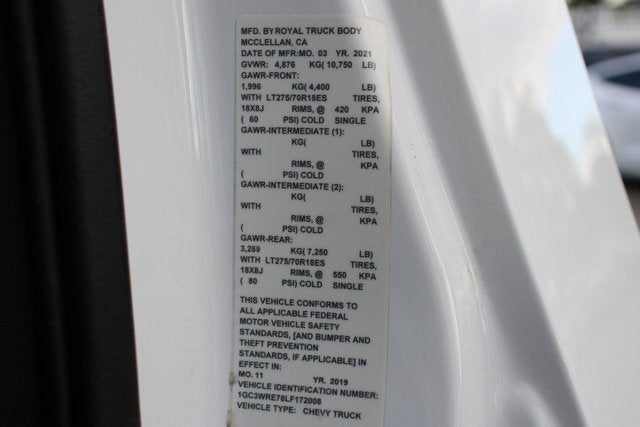 MFD. BY ROYAL TRUCK BODY
MCCLELLAN, CA
DATE OF MFR:MO. 03 YR. 2021
GVWR: 4,876 KG( 10,750 LB)
GAWR-FRONT:
1,996 KG( 4,400 LB)
WITH LT275/70R18ES TIRES,
18X8J RIMS, @ 420 KPA
( 60 PSI) COLD SINGLE
GAWR-INTERMEDIATE (1):
KG( LB)
WITH TIRES,
RIMS, @ KPA
( PSI) COLD
GAWR-INTERMEDIATE (2):
KG( LB)
WITH TIRES,
RIMS, @ KPA
( PSI) COLD
GAWR-REAR:
3,289 KG( 7,250 LB)
WITH LT275/70R18ES TIRES,
18X8J RIMS, @ 550 KPA
( 80 PSI) COLD SINGLE
THIS VEHICLE CONFORMS TO
ALL APPLICABLE FEDERAL
MOTOR VEHICLE SAFETY
STANDARDS, [AND BUMPER AND
THEFT PREVENTION
STANDARDS, IF APPLICABLE] IN
EFFECT IN:
MO. 11 YR. 2019
VEHICLE IDENTIFICATION NUMBER:
1GC3WRE78LF172008
VEHICLE TYPE: CHEVY TRUCK